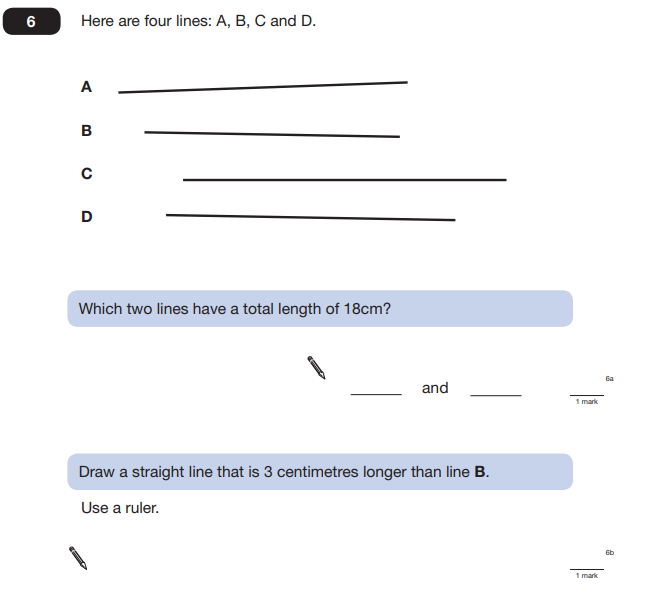 6 Here are four lines: A, B, C and D.
A
B
C
D
Which two lines have a total length of 18cm?
and
6a
1 mark
Draw a straight line that is 3 centimetres longer than line B.
Use a ruler.
6b
1 mark